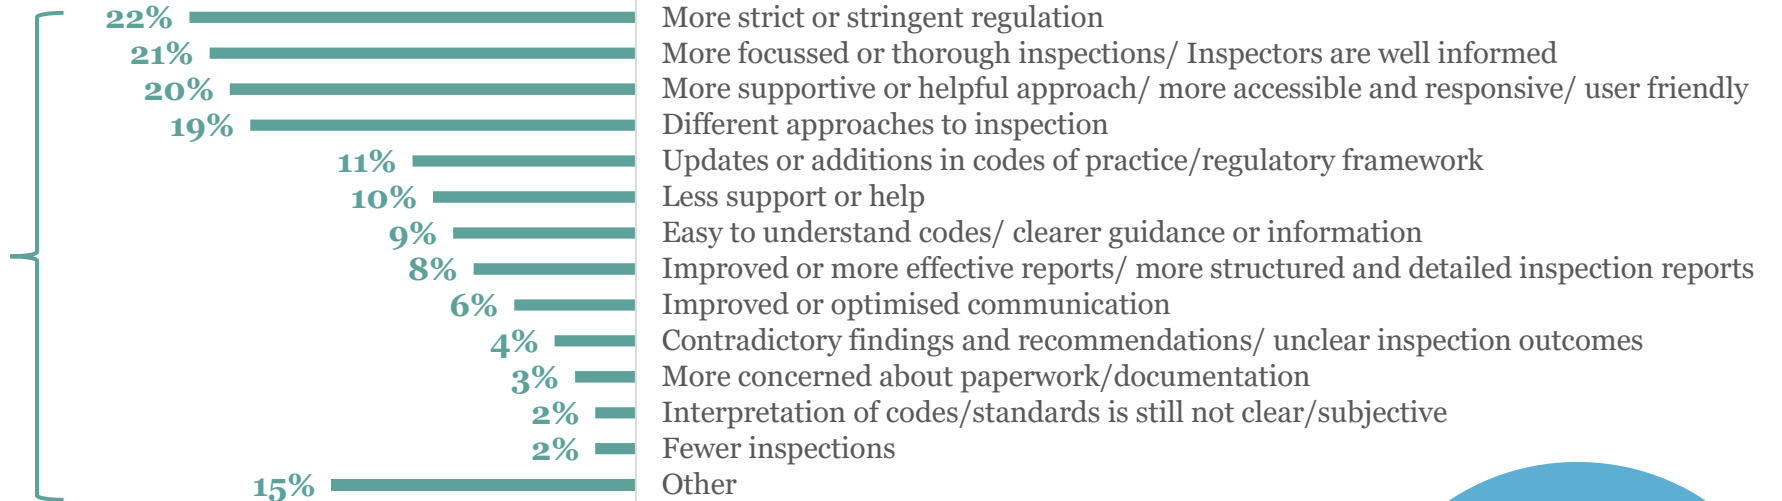 22% More strict or stringent regulation
21% More focussed or thorough inspections/ Inspectors are well informed
20% More supportive or helpful approach/ more accessible and responsive/ user friendly
19% Different approaches to inspection
11% Updates or additions in codes of practice/regulatory framework
10% Less support or help
9% Easy to understand codes/ clearer guidance or information
8% Improved or more effective reports/ more structured and detailed inspection reports
6% Improved or optimised communication
4% Contradictory findings and recommendations/ unclear inspection outcomes
3% More concerned about paperwork/documentation
2% Interpretation of codes/standards is still not clear/subjective
2% Fewer inspections
15% Other